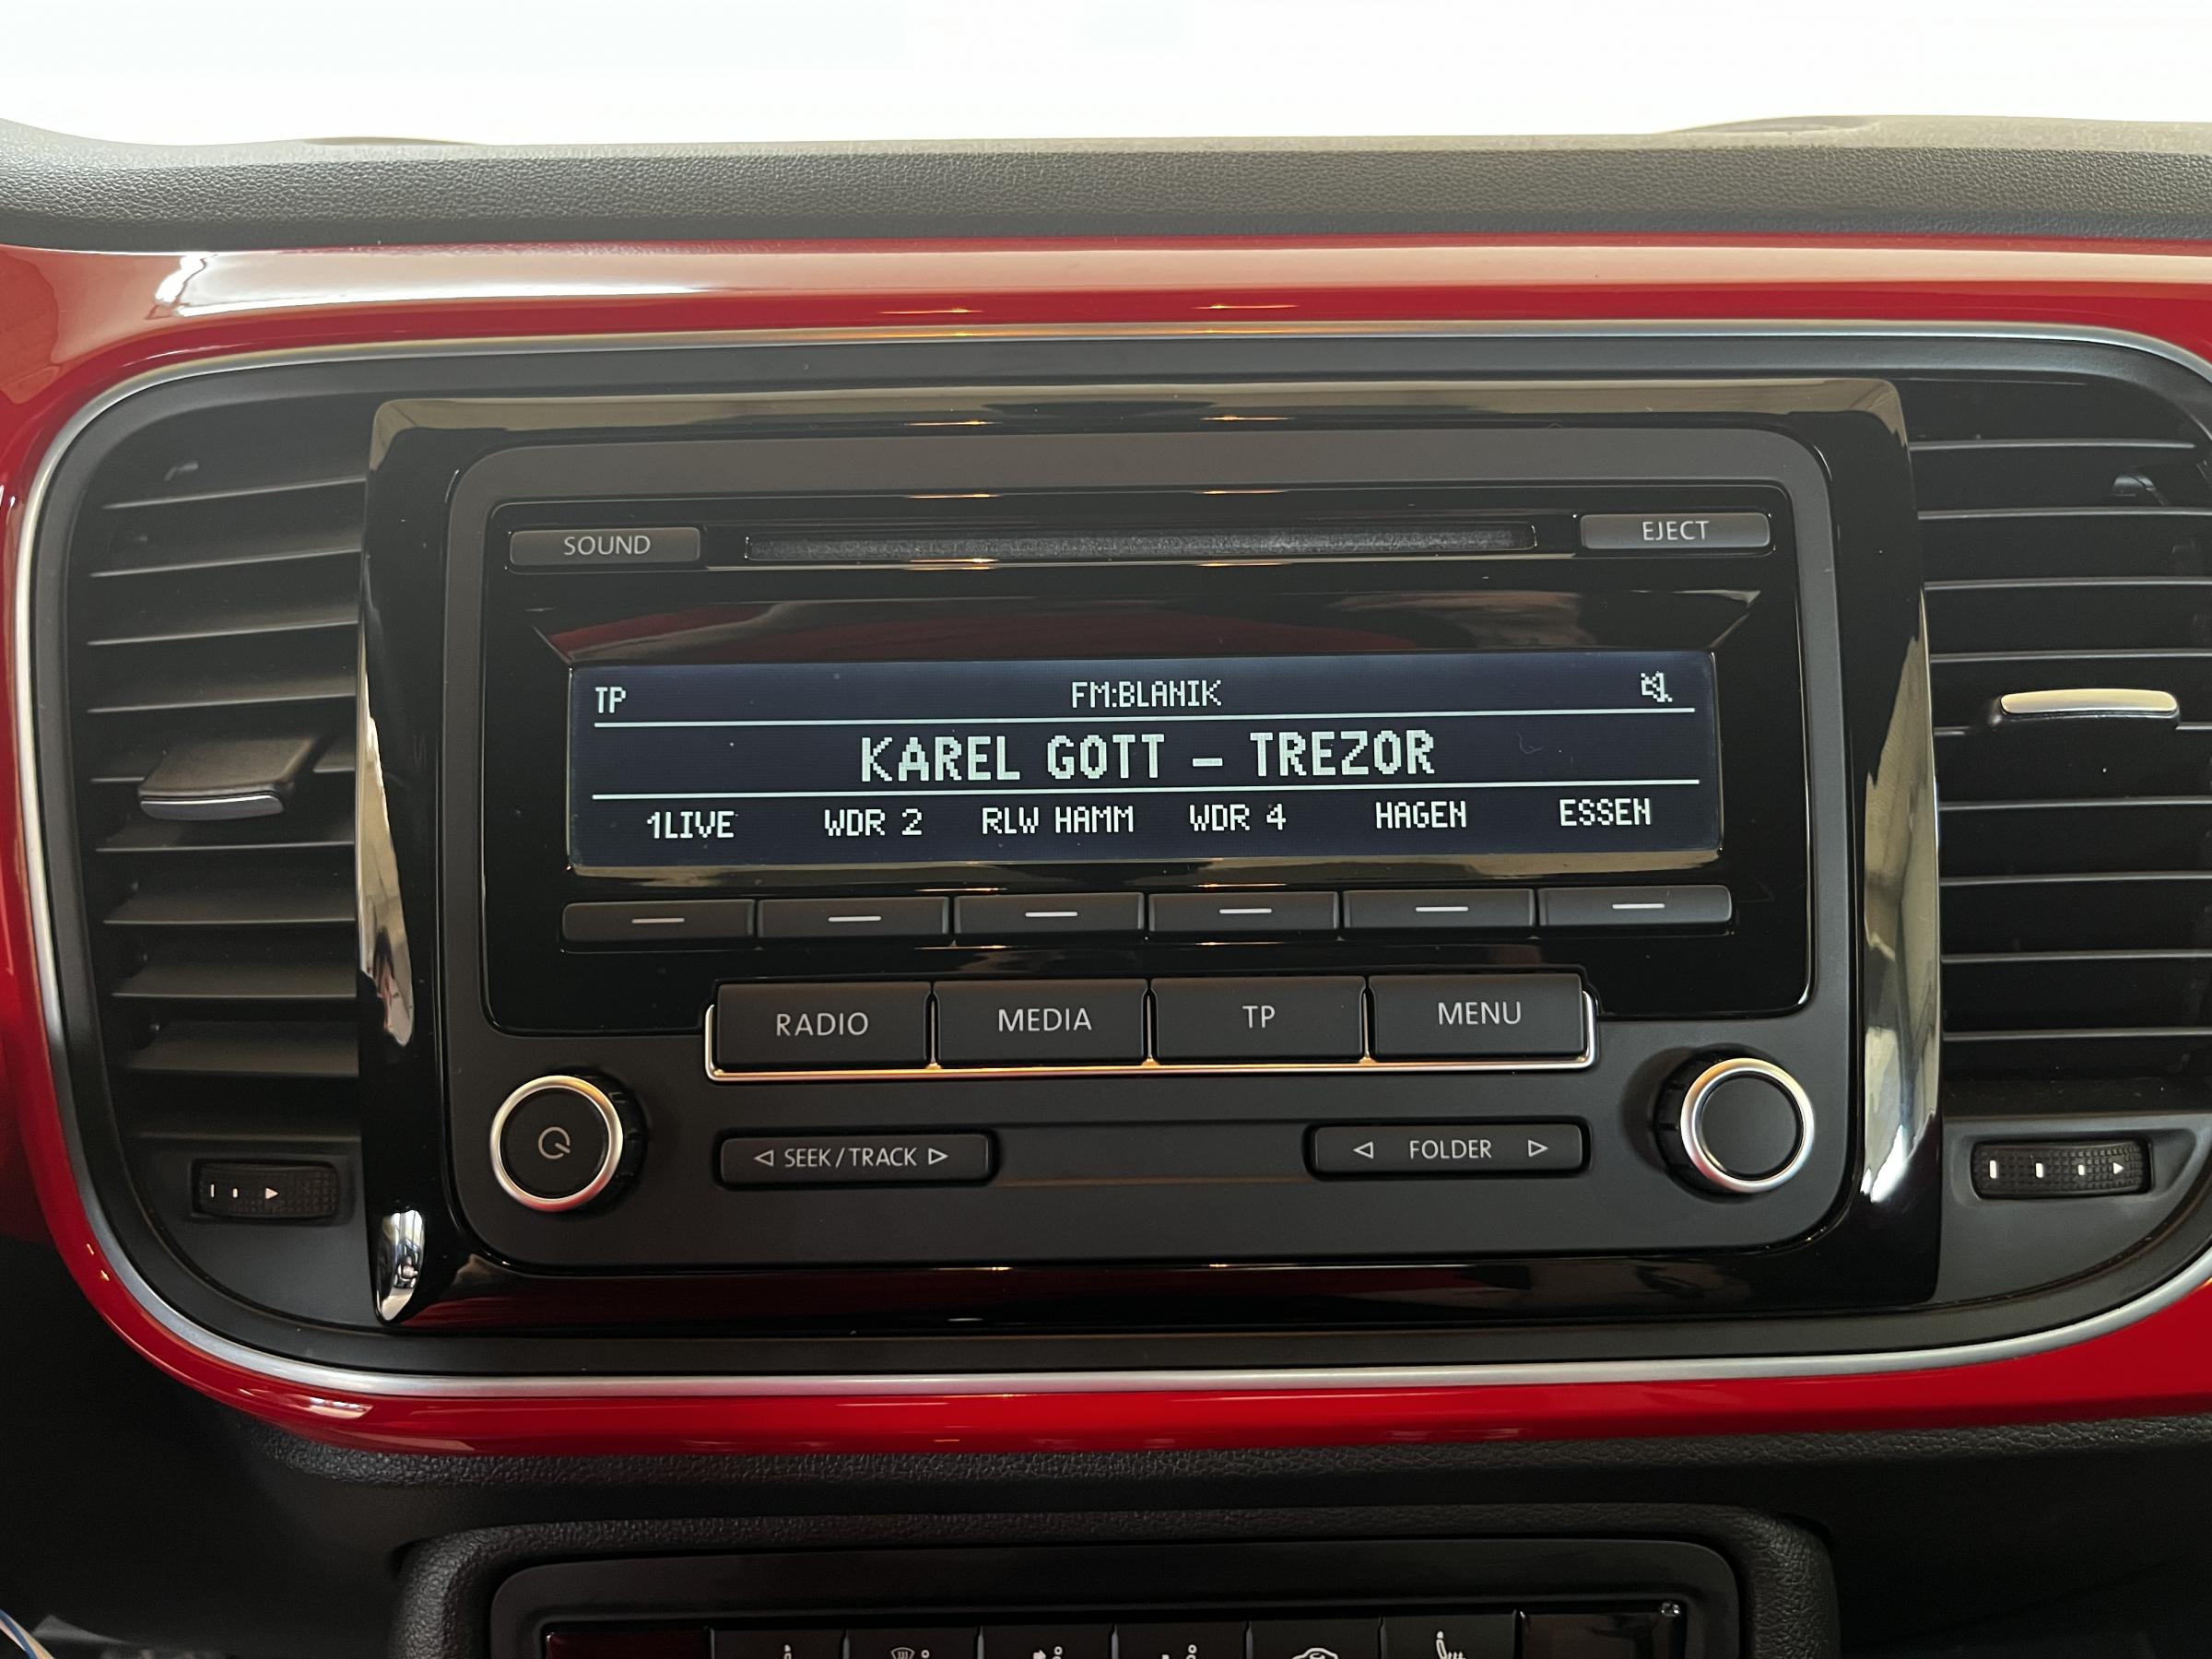 SOUND
EJECT
TP FM:BLANIK
KAREL GOTT - TREZOR
1LIVE WDR 2 RLW HAMM WDR 4 HAGEN ESSEN
RADIO MEDIA TP MENU
SEEK/TRACK FOLDER